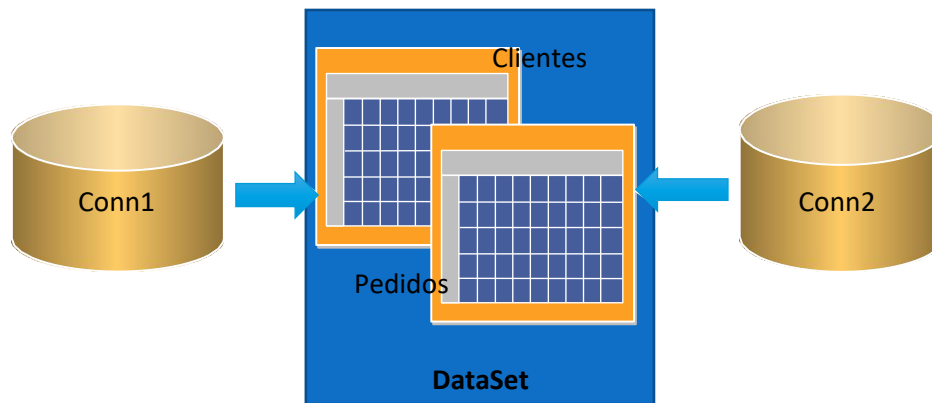 Clientes
Conn1
Conn2
Pedidos
DataSet